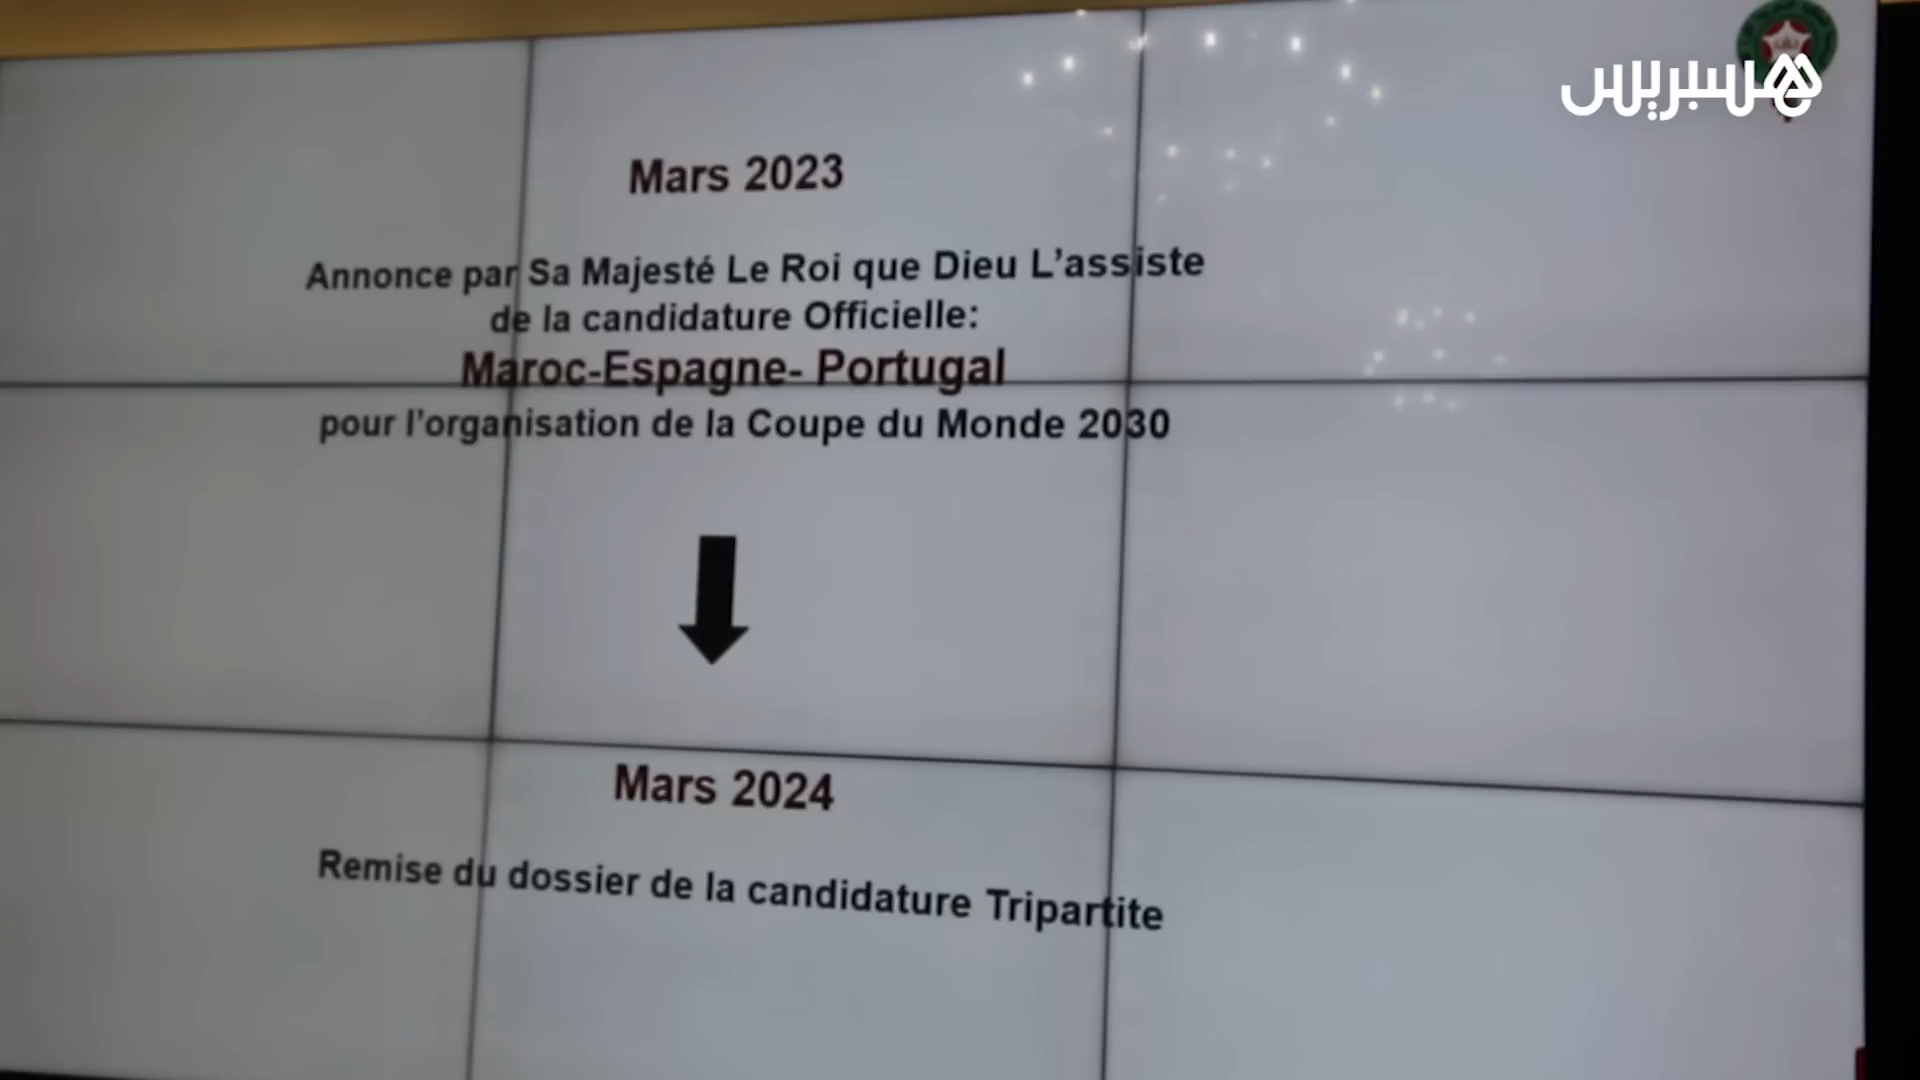 هسبريس
Mars 2023
Annonce par Sa Majesté Le Roi que Dieu L'assiste
de la candidature Officielle:
Maroc-Espagne- Portugal
pour l'organisation de la Coupe du Monde 2030
Mars 2024
Remise du dossier de la candidature Tripartite